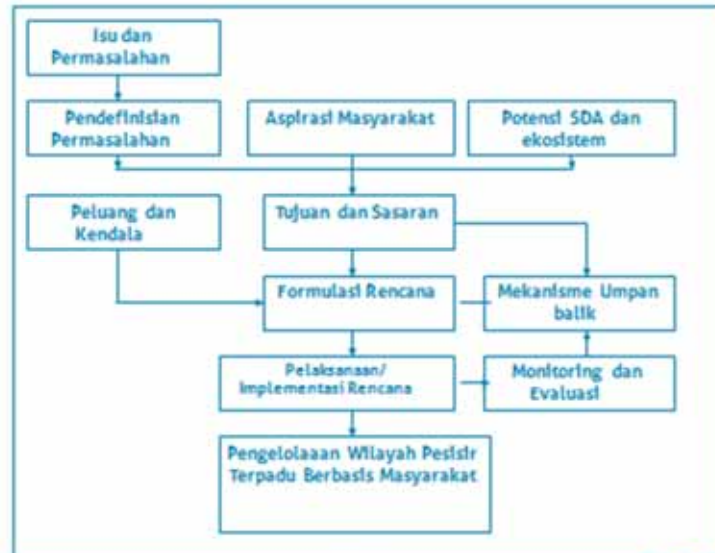 Isu dan
Permasalahan
Pendefinisian
Permasalahan
Aspirasi Masyarakat
Potensi SDA dan
ekosistem
Peluang dan
Kendala
Tujuan dan Sasaran
Formulasi Rencana
Mekanisme Umpan
balik
Pelaksanaan/
Implementasi Rencana
Monitoring dan
Evaluasi
Pengelolaaan Wilayah Pesisir
Terpadu Berbasis Masyarakat